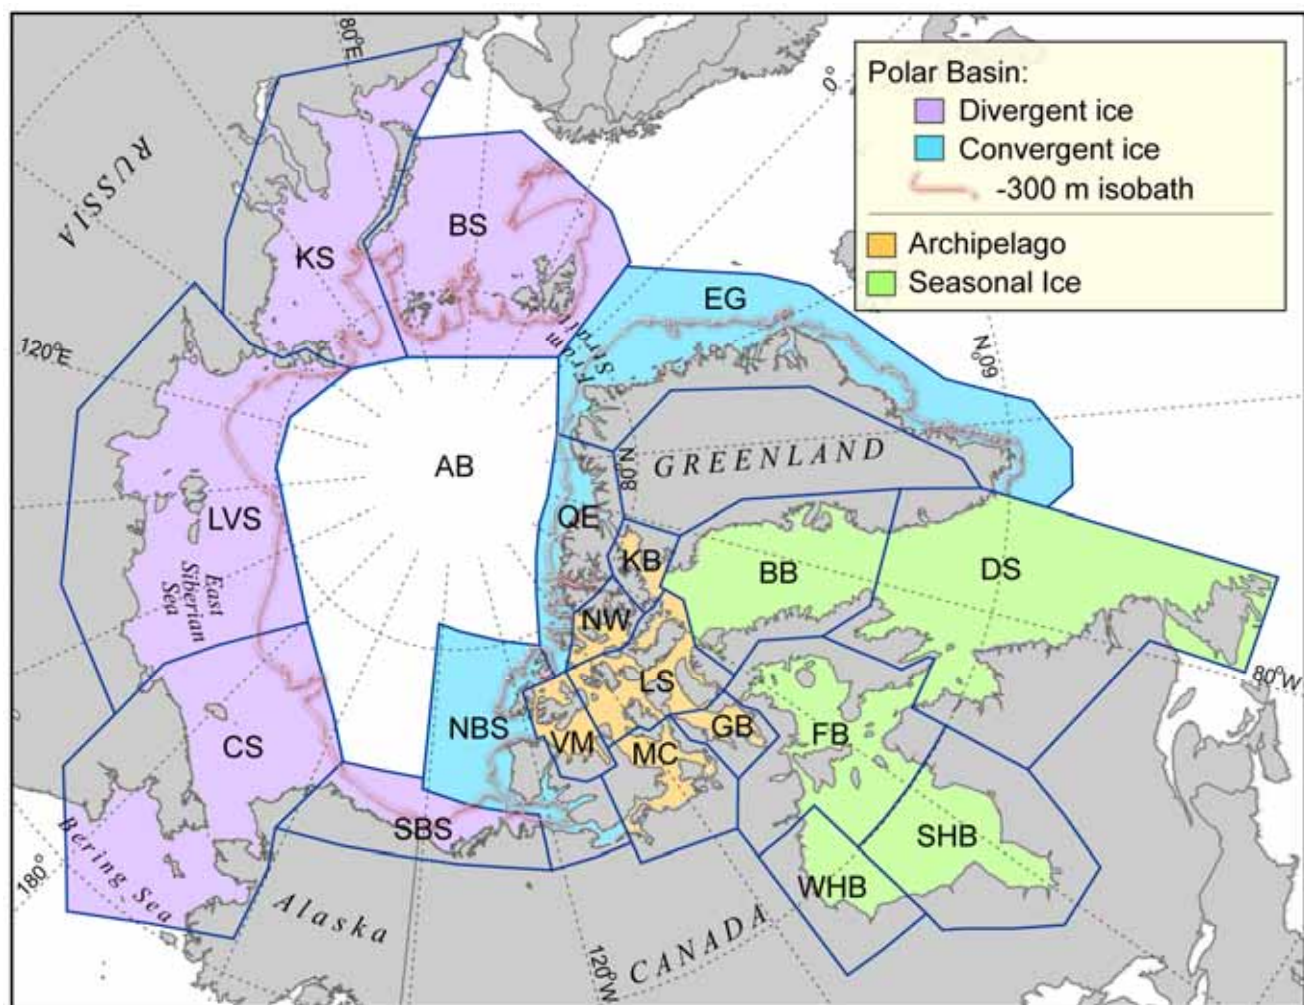 80°E
0°
Polar Basin:
Divergent ice
Convergent ice
-300 m isobath
Archipelago
Seasonal Ice
RUSSIA
KS
BS
EG
120°E
Fram
Strait
60°N
AB
GREENLAND
80°N
LVS
QE
East
Siberian
Sea
KB
BB
DS
NW
LS
80°W
CS
NBS
VM
MC
GB
FB
SBS
SHB
WHB
Bering Sea
180°
Alaska
CANADA
120°W